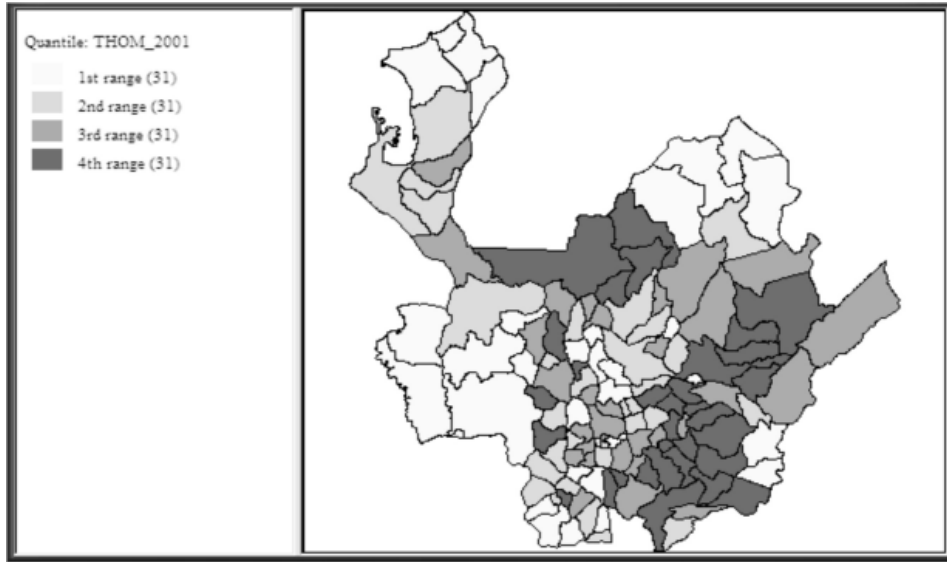 Quantile: THOM_2001
1st range (31)
2nd range (31)
3rd range (31)
4th range (31)